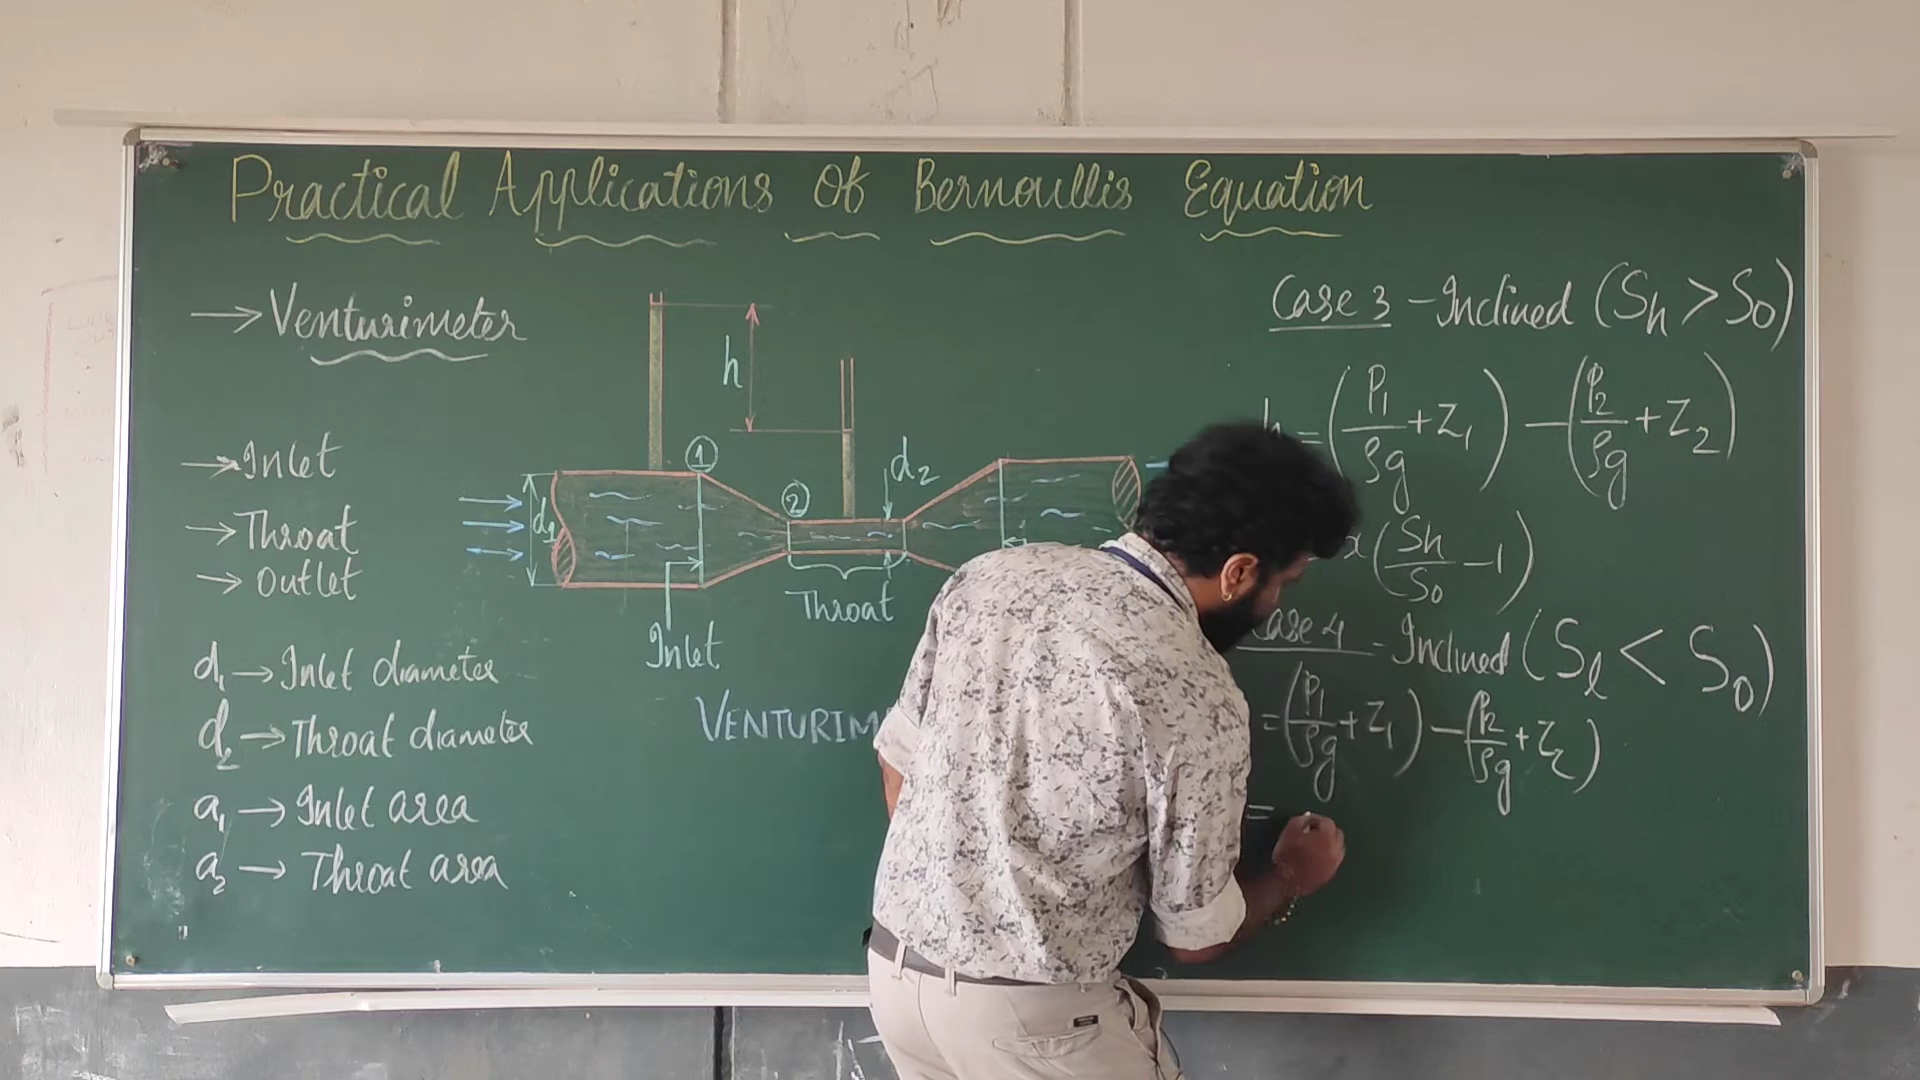 Practical Applications Of Bernoullis Equation
→ Venturimeter
→ Inlet
→ Throat
→ Outlet
d₁ → Inlet diameter
d₂ → Throat diameter
a₁ → Inlet area
a₂ → Throat area
h
①
②
d₁
d₂
Throat
Inlet
Case 3 - Inclined (Sh > So)
h = (P₁/ρg + Z₁) - (P₂/ρg + Z₂)
x (Sh/So - 1)
Case 4 - Inclined (Sl < So)
= (P₁/ρg + Z₁) - (P₂/ρg + Z₂)
=